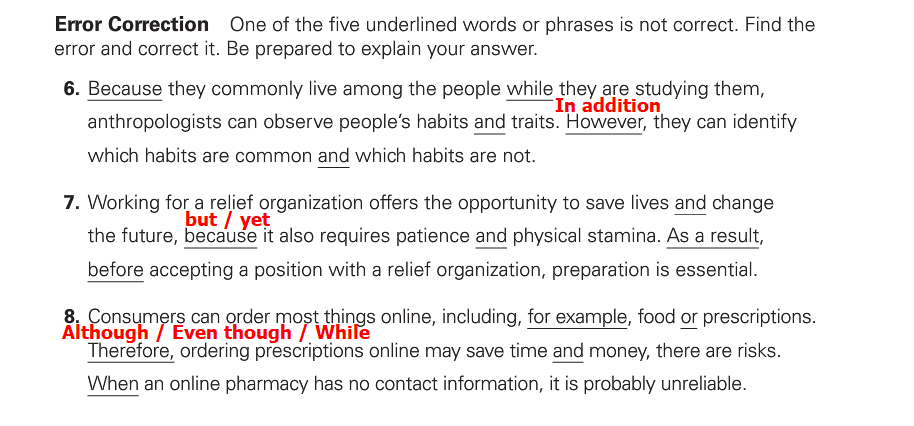 Error Correction One of the five underlined words or phrases is not correct. Find the
error and correct it. Be prepared to explain your answer.
6. Because they commonly live among the people while they are studying them,
In addition
anthropologists can observe people's habits and traits. However, they can identify
which habits are common and which habits are not.
7. Working for a relief organization offers the opportunity to save lives and change
but / yet
the future, because it also requires patience and physical stamina. As a result,
before accepting a position with a relief organization, preparation is essential.
8. Consumers can order most things online, including, for example, food or prescriptions.
Although / Even though / While
Therefore, ordering prescriptions online may save time and money, there are risks.
When an online pharmacy has no contact information, it is probably unreliable.